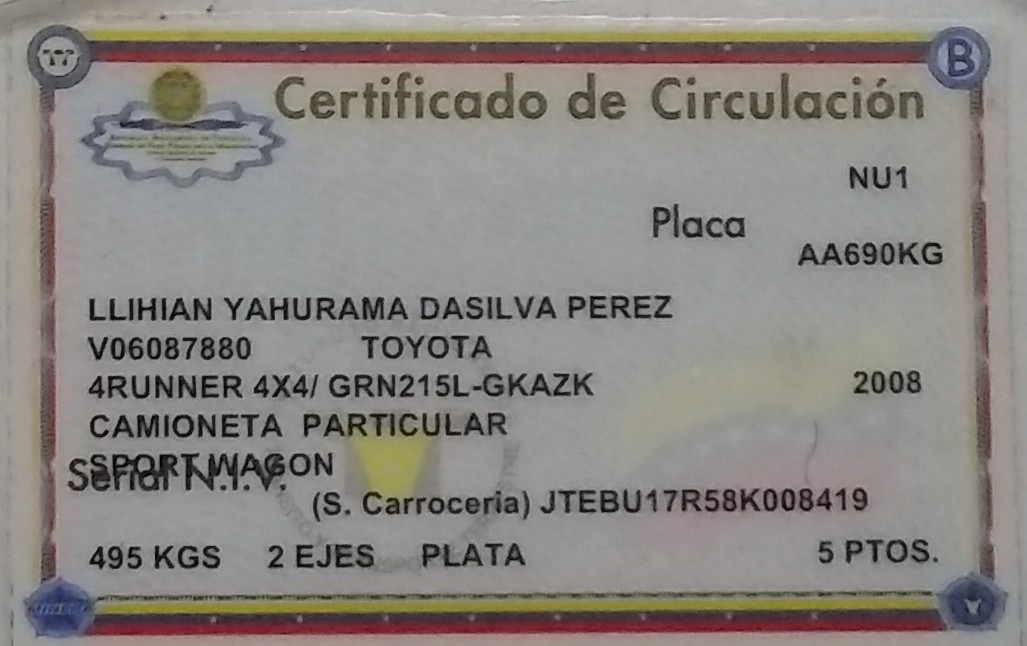 B
Certificado de Circulación
NU1
Placa
AA690KG
LLIHIAN YAHURAMA DASILVA PEREZ
V06087880 TOYOTA
4RUNNER 4X4/ GRN215L-GKAZK 2008
CAMIONETA PARTICULAR
SPORT WAGON
Serial N.I.V.
(S. Carroceria) JTEBU17R58K008419
495 KGS 2 EJES PLATA 5 PTOS.